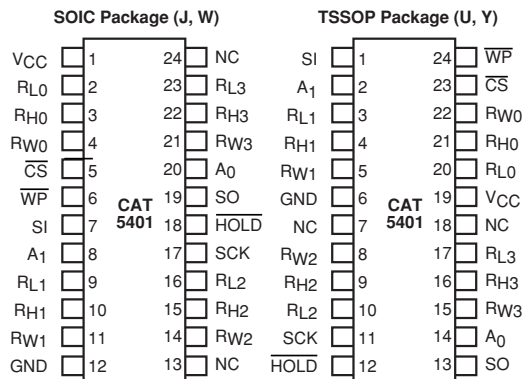 SOIC Package (J, W)
VCC 1 24 NC
RL0 2 23 RL3
RH0 3 22 RH3
RW0 4 21 RW3
CS 5 20 A0
WP 6 19 SO
SI 7 18 HOLD
A1 8 17 SCK
RL1 9 16 RL2
RH1 10 15 RH2
RW1 11 14 RW2
GND 12 13 NC
CAT
5401
TSSOP Package (U, Y)
SI 1 24 WP
A1 2 23 CS
RL1 3 22 RW0
RH1 4 21 RH0
RW1 5 20 RL0
GND 6 19 VCC
NC 7 18 NC
RW2 8 17 RL3
RH2 9 16 RH3
RL2 10 15 RW3
SCK 11 14 A0
HOLD 12 13 SO
CAT
5401